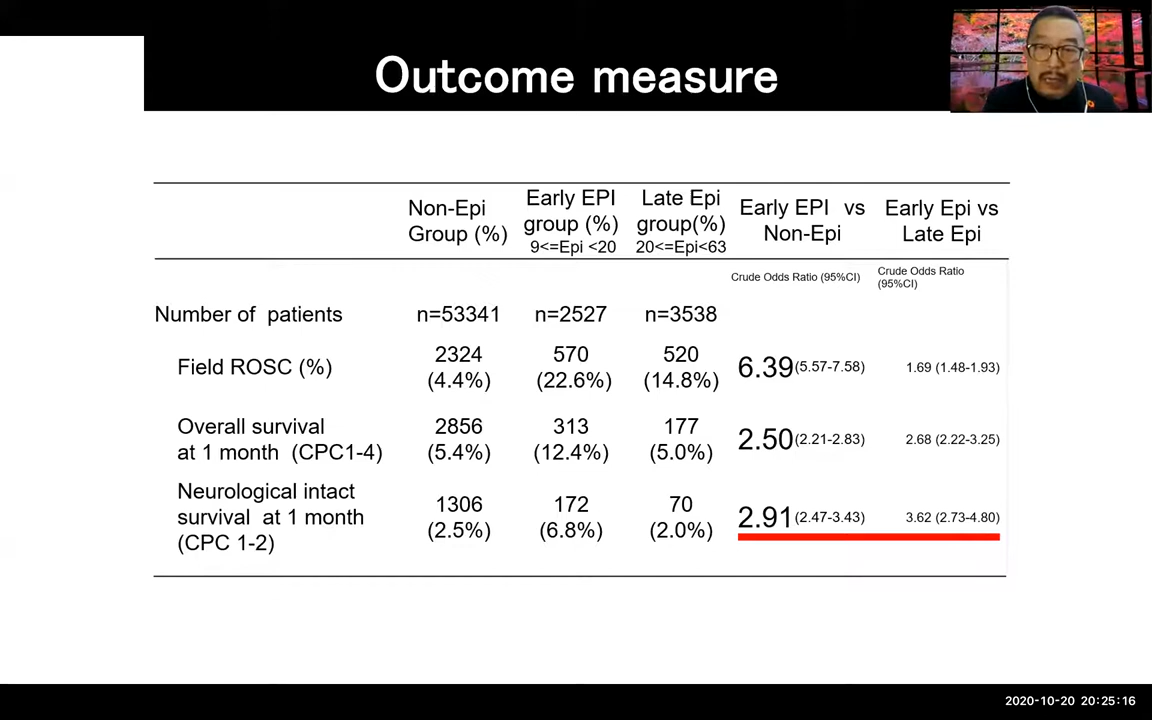 Outcome measure
Non-Epi
Group (%)
Early EPI
group (%)
9<=Epi <20
Late Epi
group(%)
20<=Epi<63
Early EPI vs
Non-Epi
Early Epi vs
Late Epi
Crude Odds Ratio (95%CI)
Crude Odds Ratio
(95%CI)
Number of patients
n=53341
n=2527
n=3538
Field ROSC (%)
2324
(4.4%)
570
(22.6%)
520
(14.8%)
6.39(5.57-7.58)
1.69 (1.48-1.93)
Overall survival
at 1 month (CPC1-4)
2856
(5.4%)
313
(12.4%)
177
(5.0%)
2.50(2.21-2.83)
2.68 (2.22-3.25)
Neurological intact
survival at 1 month
(CPC 1-2)
1306
(2.5%)
172
(6.8%)
70
(2.0%)
2.91(2.47-3.43)
3.62 (2.73-4.80)
2020-10-20 20:25:16